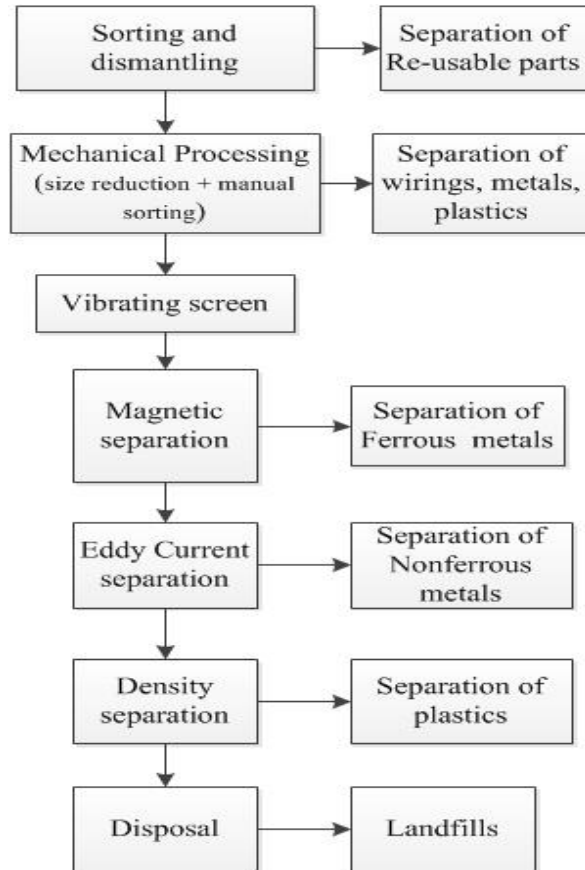 Sorting and
dismantling
Separation of
Re-usable parts
Mechanical Processing
(size reduction + manual
sorting)
Separation of
wirings, metals,
plastics
Vibrating screen
Magnetic
separation
Separation of
Ferrous metals
Eddy Current
separation
Separation of
Nonferrous
metals
Density
separation
Separation of
plastics
Disposal
Landfills